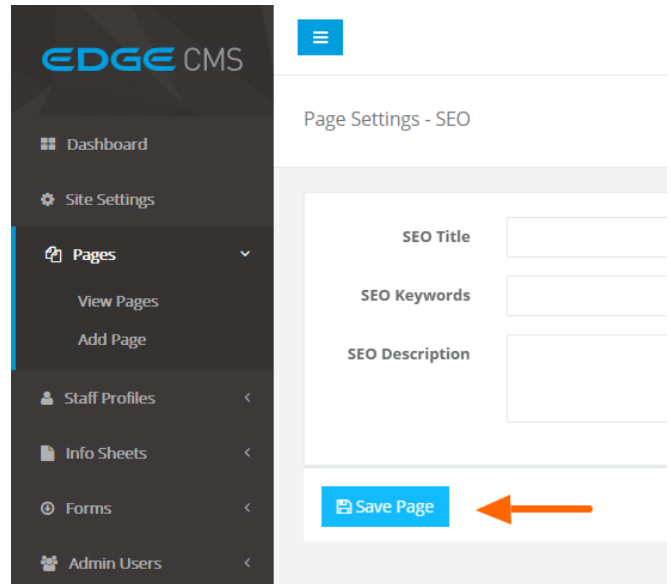 EDGE CMS
Dashboard
Site Settings
Pages
View Pages
Add Page
Staff Profiles
Info Sheets
Forms
Admin Users
Page Settings - SEO
SEO Title
SEO Keywords
SEO Description
Save Page